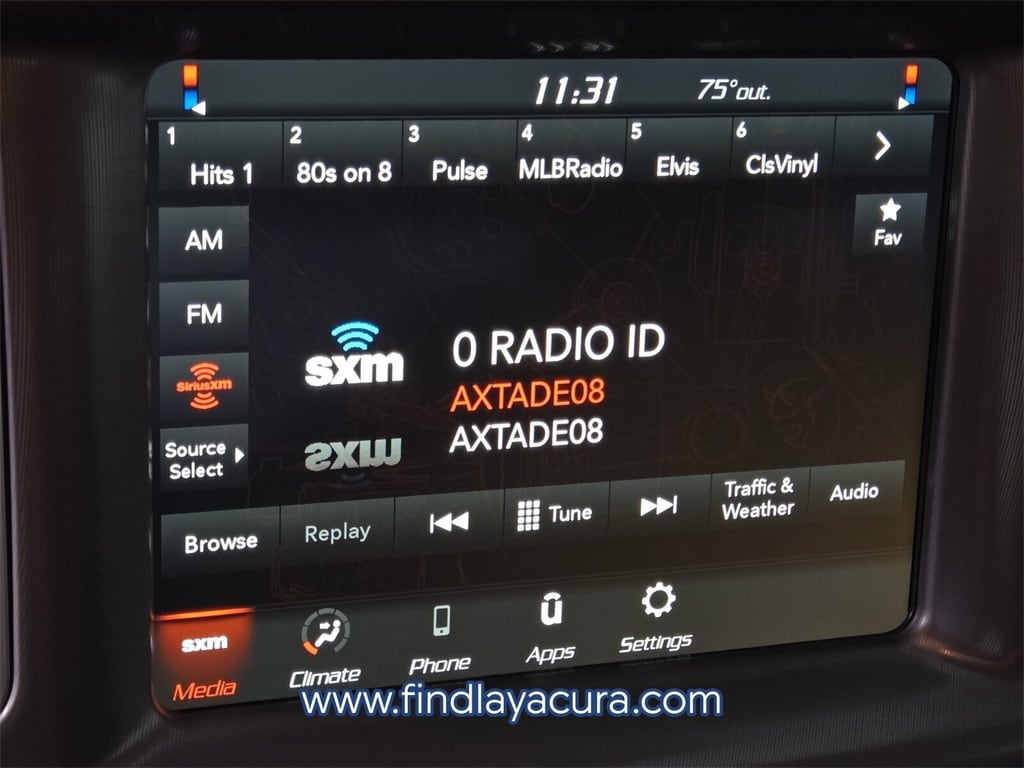 11:31 75°out.
1 2 3 4 5 6
Hits 1 80s on 8 Pulse MLBRadio Elvis ClsVinyl
AM
Fav
FM
sxm
0 RADIO ID
SiriusXM
AXTADE08
AXTADE08
Source
Select
sxm
Browse Replay Tune Traffic &
Weather Audio
sxm
Media Climate Phone Apps Settings
www.findlayacura.com